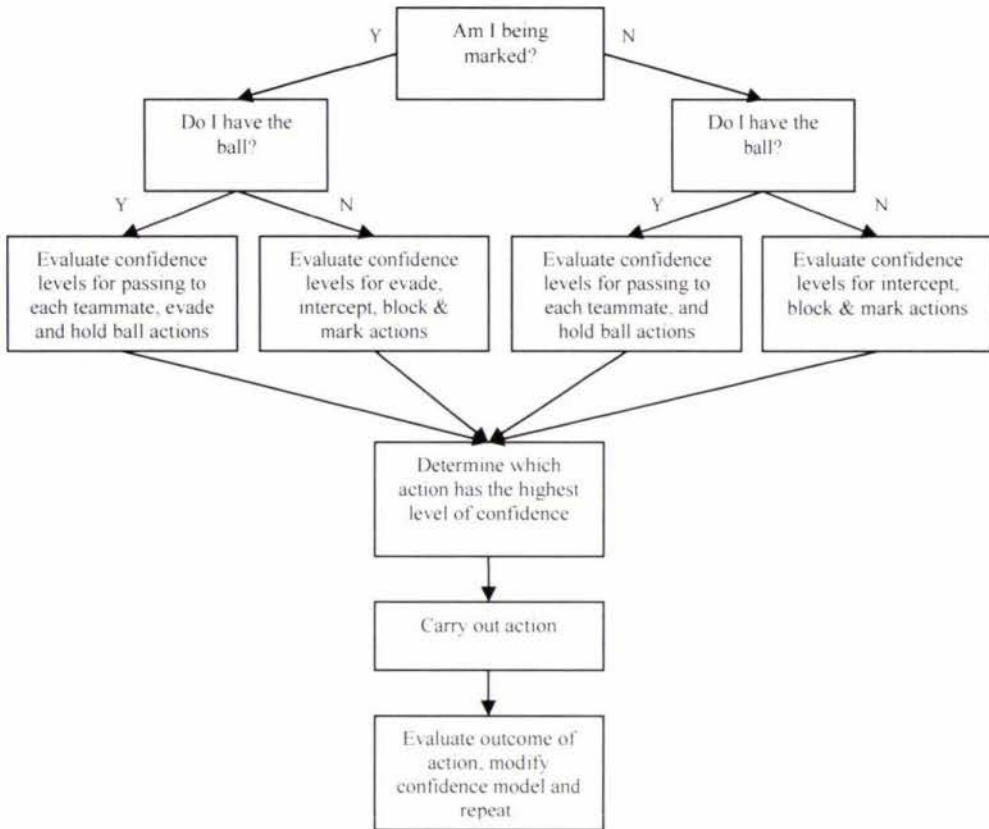 Y
Am I being
marked?
N
Do I have the
ball?
Do I have the
ball?
Y
N
Y
N
Evaluate confidence
levels for passing to
each teammate, evade
and hold ball actions
Evaluate confidence
levels for evade,
intercept, block &
mark actions
Evaluate confidence
levels for passing to
each teammate, and
hold ball actions
Evaluate confidence
levels for intercept,
block & mark actions
Determine which
action has the highest
level of confidence
Carry out action
Evaluate outcome of
action, modify
confidence model and
repeat